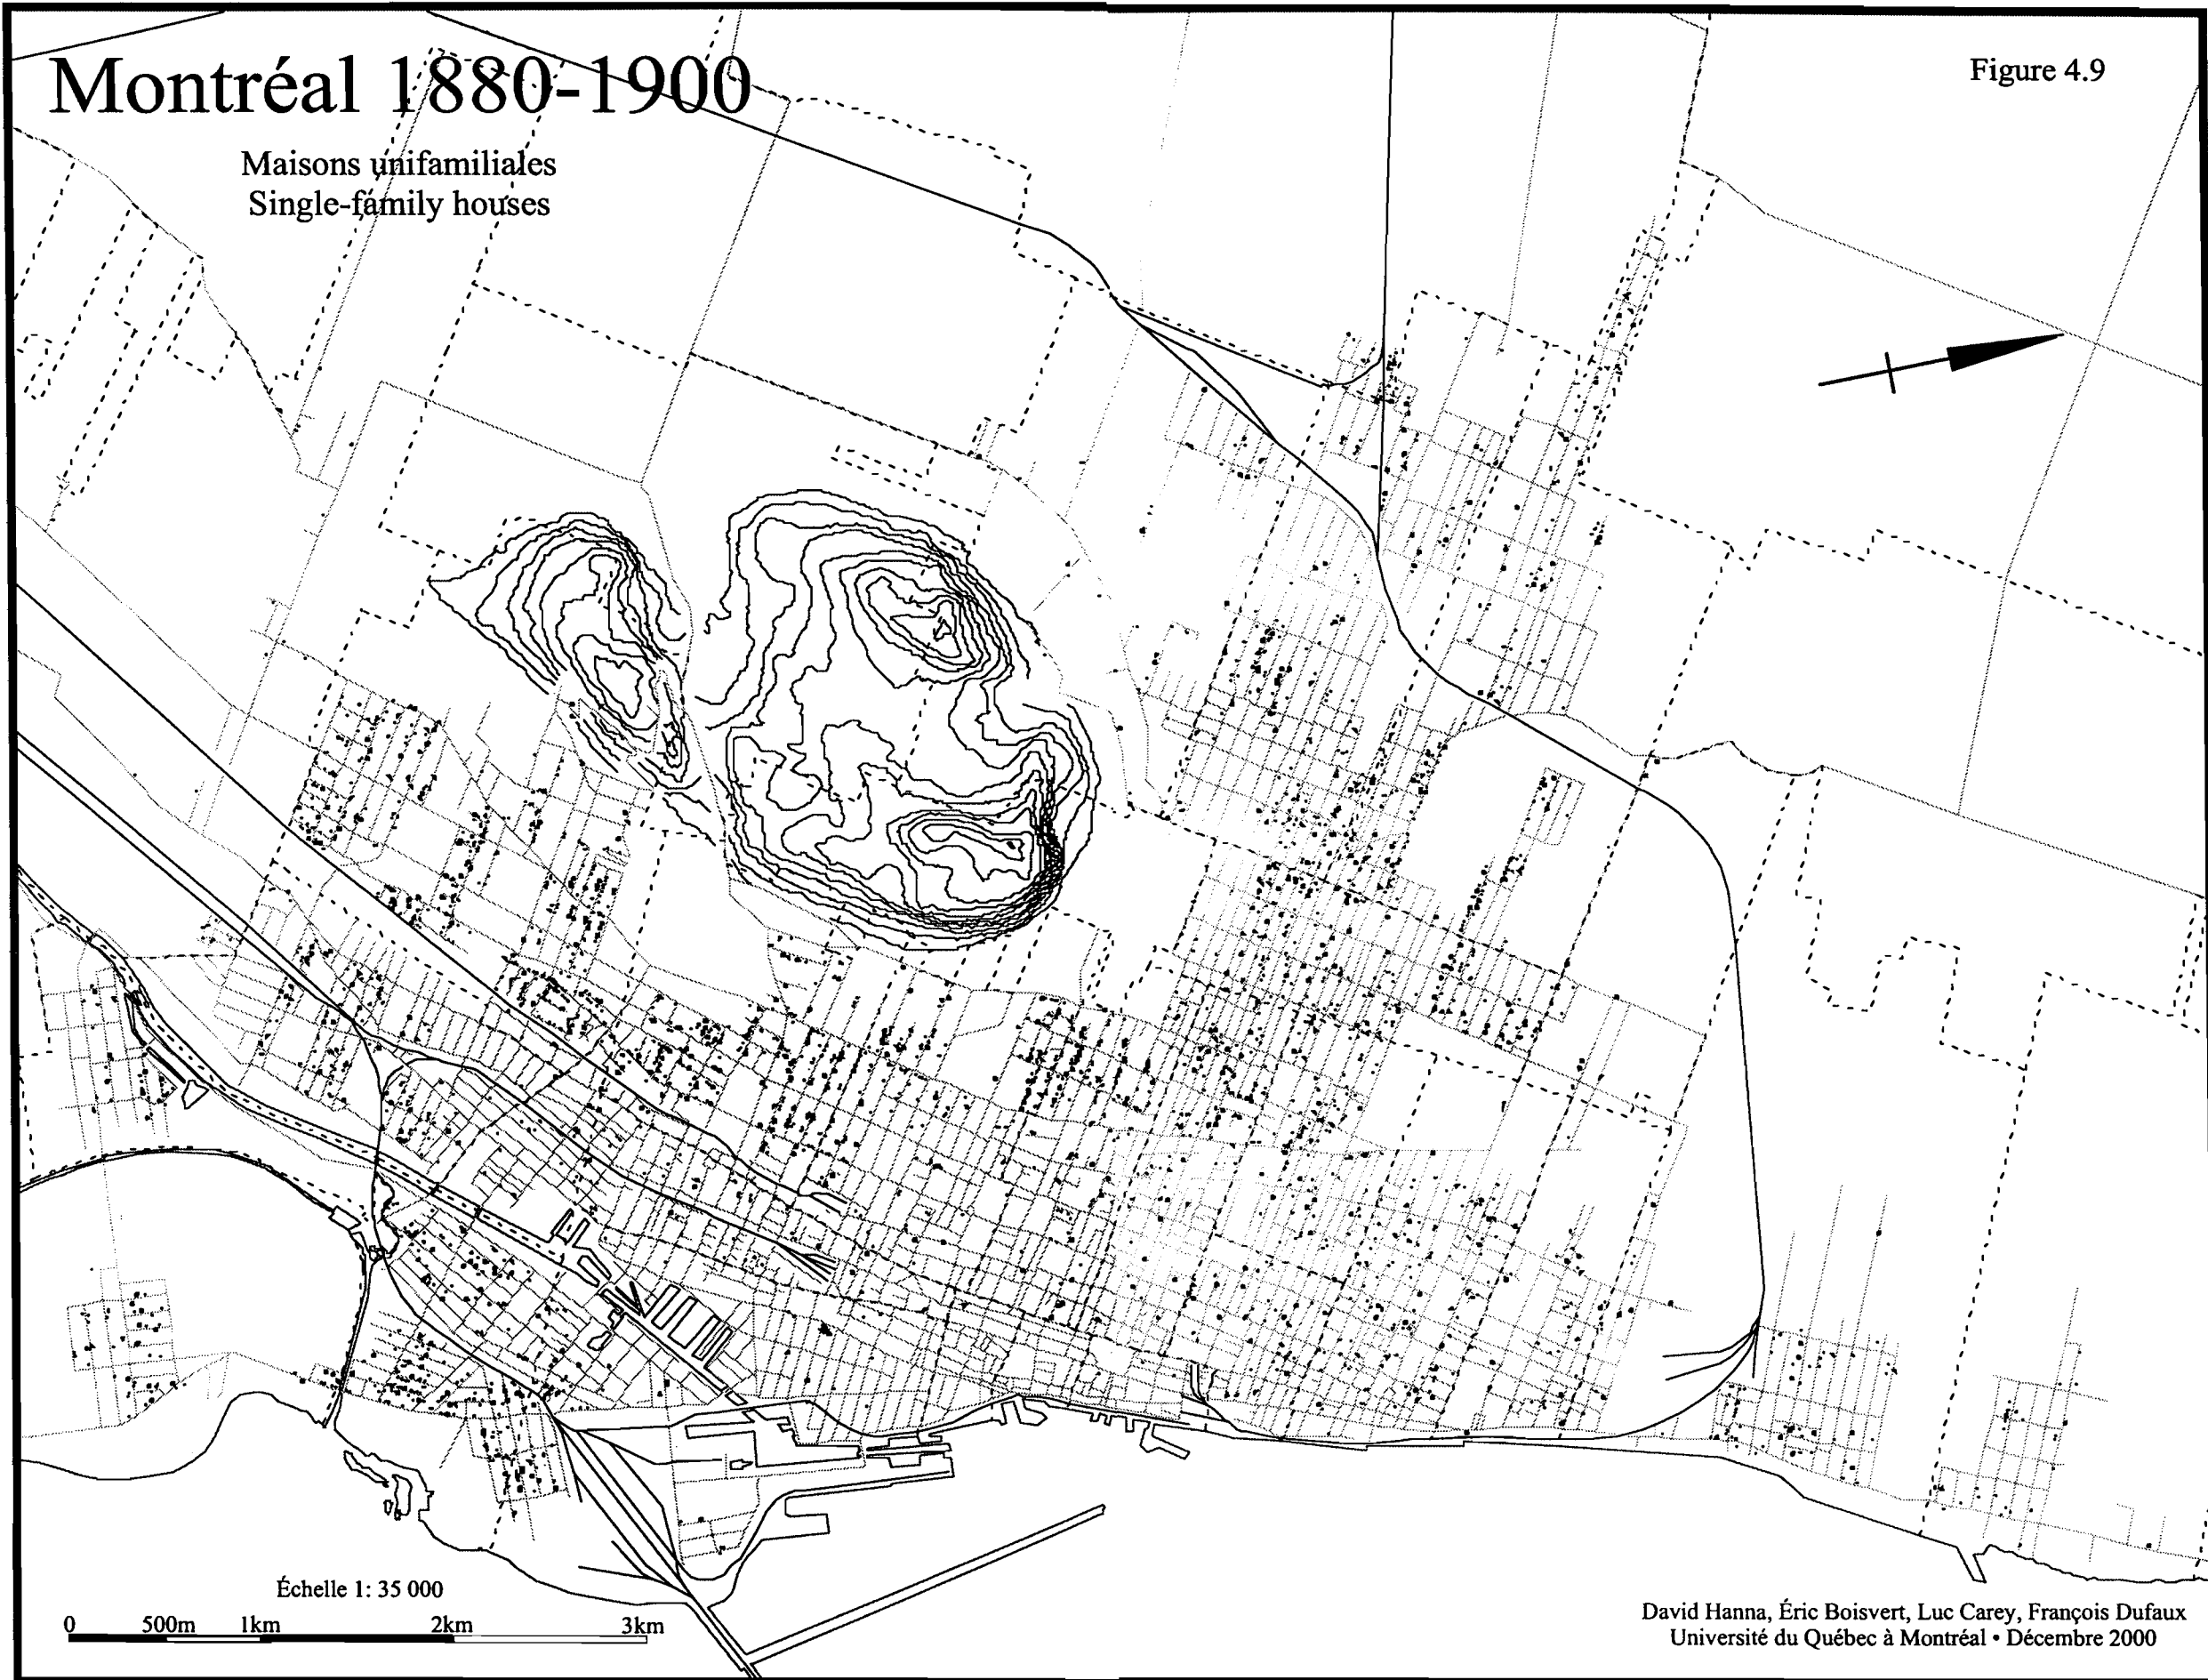 Montréal 1880-1900
Figure 4.9
Maisons unifamiliales
Single-family houses
Échelle 1: 35 000
0 500m 1km 2km 3km
David Hanna, Éric Boisvert, Luc Carey, François Dufaux
Université du Québec à Montréal • Décembre 2000